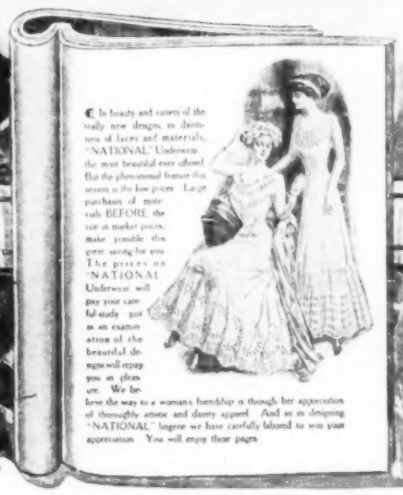 ¶ In beauty and variety of the
really new designs, in dainti-
ness of laces and materials,
"NATIONAL" Underwear
the most beautiful ever offered
But the phenomenal feature this
season is the low prices. Large
purchases of mate-
rials BEFORE the
rise in market prices
make possible this
great saving for you
The prices on
"NATIONAL
Underwear will
pay your care-
ful study just
as an examin-
ation of the
beautiful de-
signs will repay
you in pleas-
ure. We be-
lieve the way to a woman's friendship is through her appreciation
of thoroughly artistic and dainty apparel. And so in designing
"NATIONAL" lingerie we have carefully labored to win your
appreciation. You will enjoy these pages